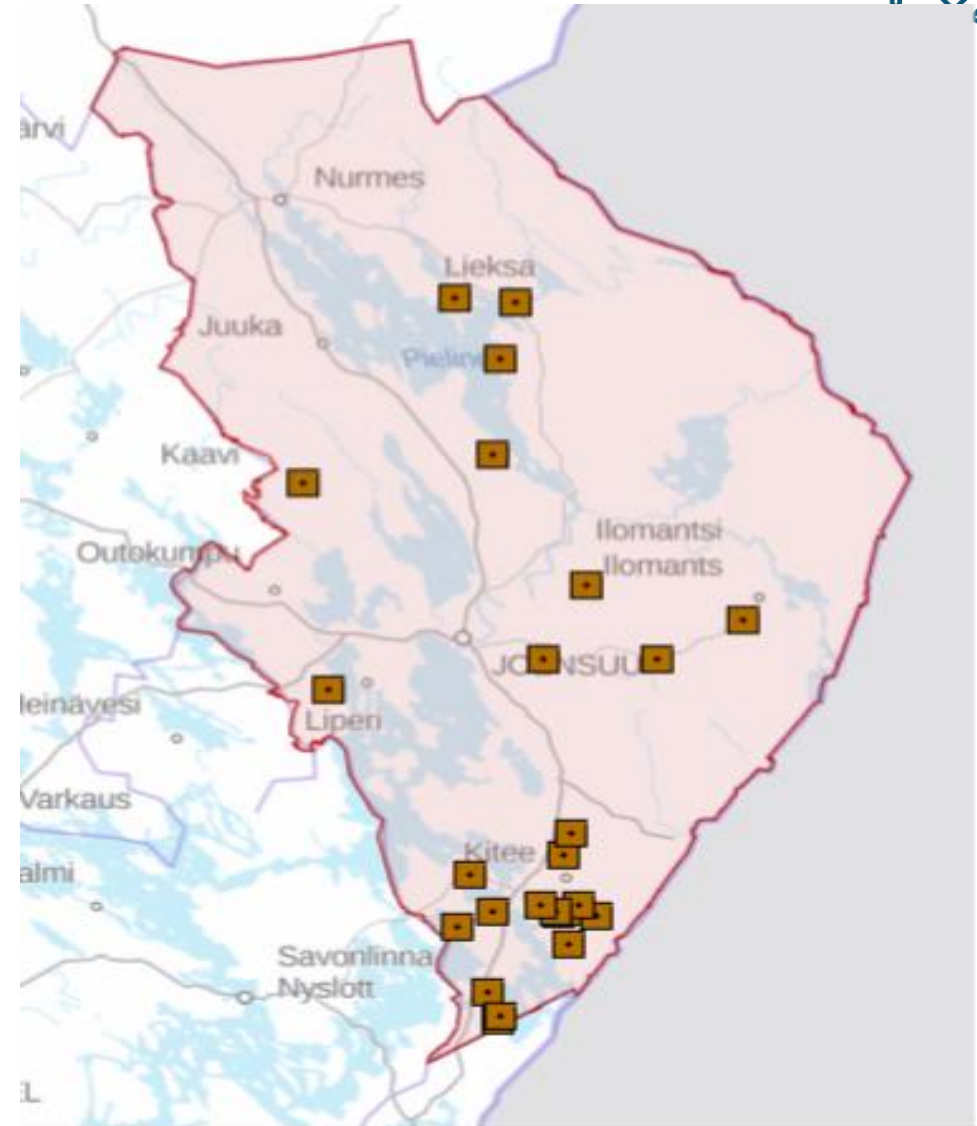 Nurmes
Lieksa
Juuka
Kaavi
Outokumpu
Ilomantsi
Ilomants
Liperi
Varkaus
Kitee
Savonlinna
Nyslott